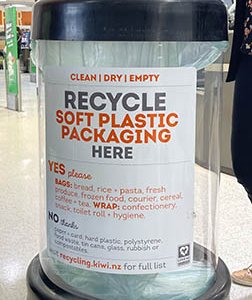 CLEAN | DRY | EMPTY
RECYCLE
SOFT PLASTIC
PACKAGING
HERE
YES please
BAGS: bread, rice + pasta, fresh
produce, frozen food, courier, cereal,
coffee + tea. WRAP: confectionery,
snack, toilet roll + hygiene.
NO thanks
Paper + card, hard plastic, polystyrene,
food waste, tin cans, glass, rubbish or
compostables.
recycling.kiwi.nz for full list